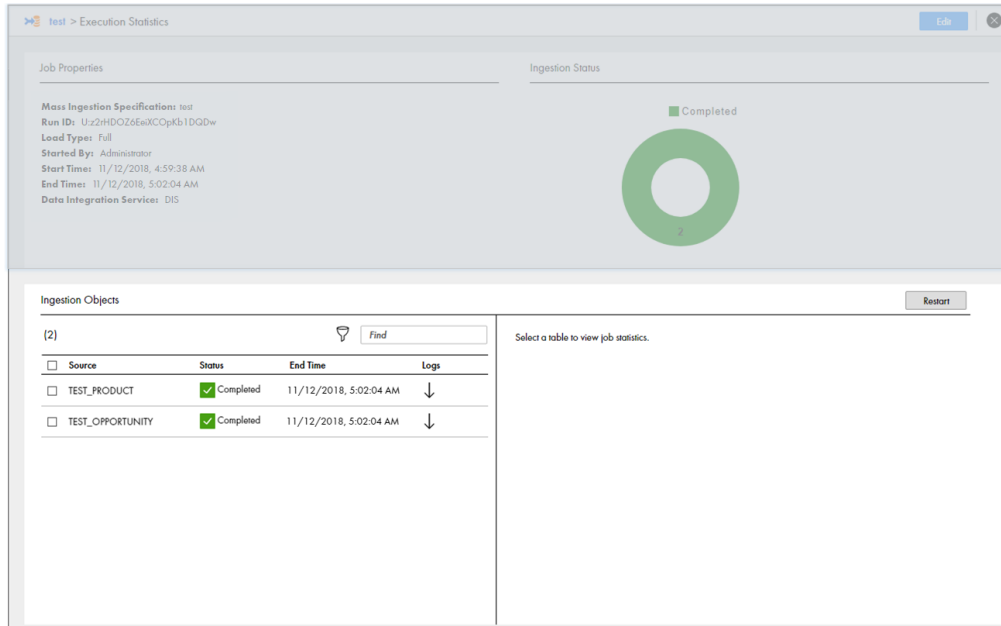 test > Execution Statistics
Edit
Job Properties
Ingestion Status
Mass Ingestion Specification: test
Run ID: U:z2rHDOZ6EeiXCOpKb1DQDw
Load Type: Full
Started By: Administrator
Start Time: 11/12/2018, 4:59:38 AM
End Time: 11/12/2018, 5:02:04 AM
Data Integration Service: DIS
Completed
2
Ingestion Objects
Restart
(2)
Find
Select a table to view job statistics.
Source Status End Time Logs
TEST_PRODUCT Completed 11/12/2018, 5:02:04 AM
TEST_OPPORTUNITY Completed 11/12/2018, 5:02:04 AM